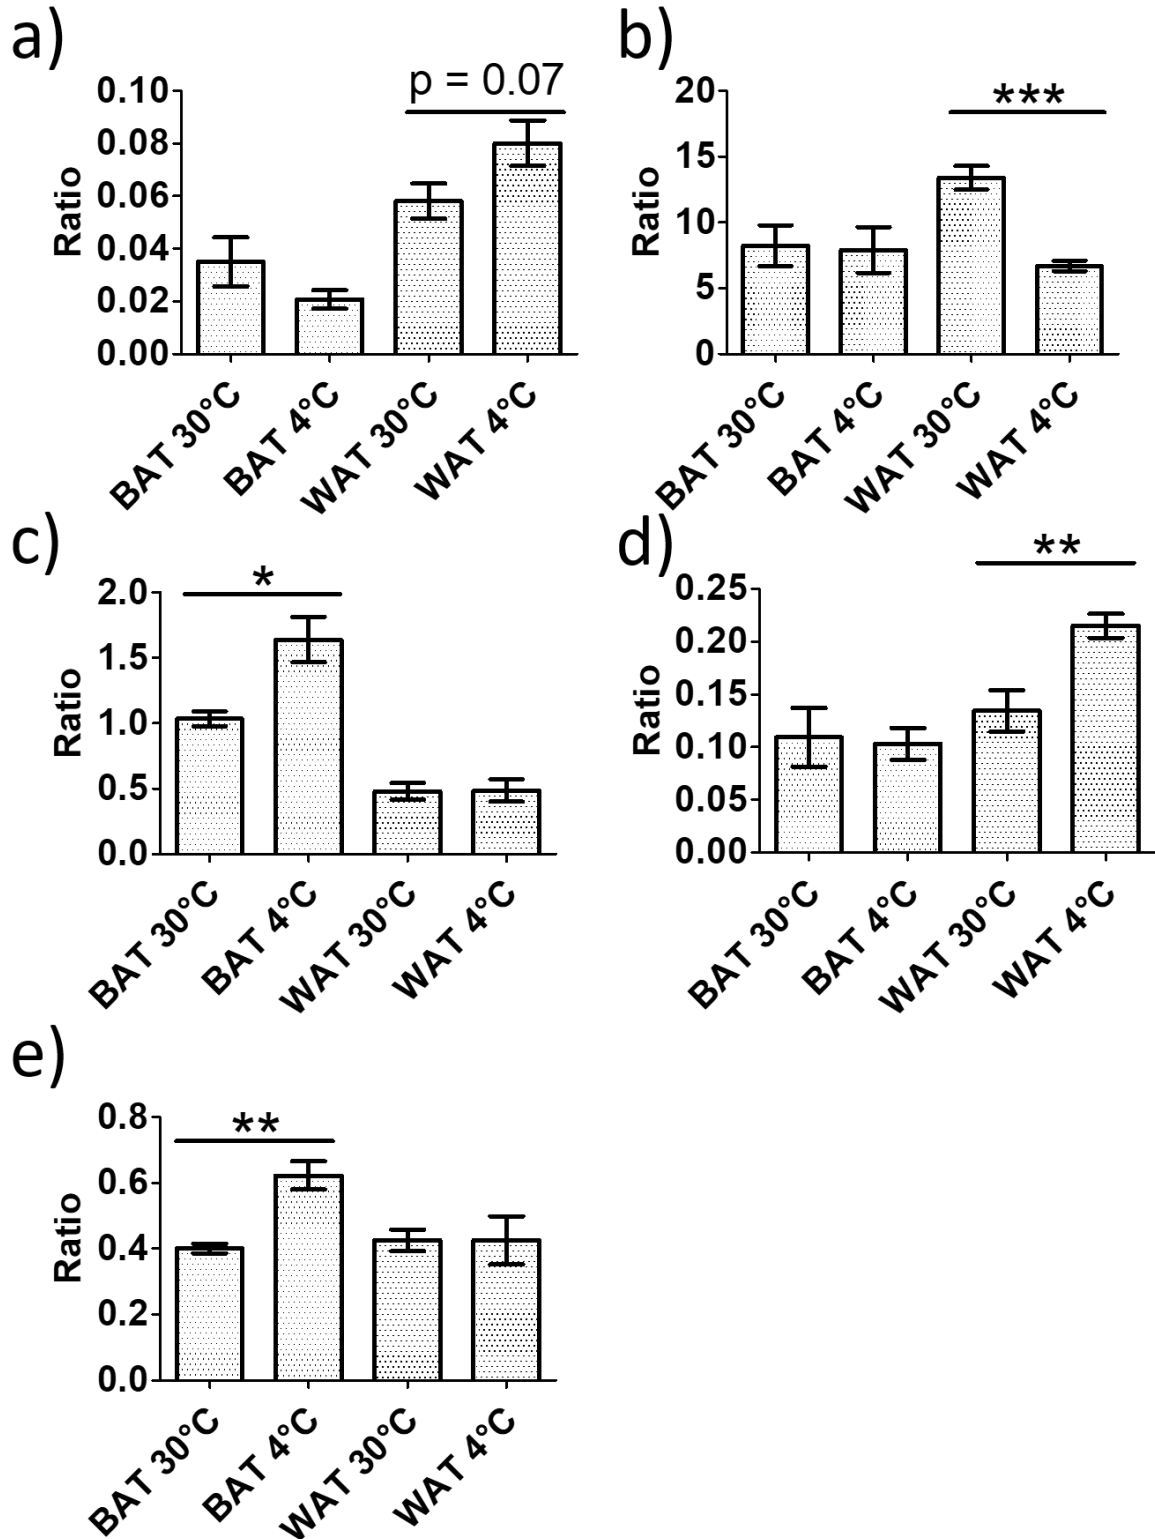 a)
p = 0.07
0.10
0.08
0.06
0.04
0.02
0.00
Ratio
BAT 30°C
BAT 4°C
WAT 30°C
WAT 4°C
b)
***
20
15
10
5
0
Ratio
BAT 30°C
BAT 4°C
WAT 30°C
WAT 4°C
c)
*
2.0
1.5
1.0
0.5
0.0
Ratio
BAT 30°C
BAT 4°C
WAT 30°C
WAT 4°C
d)
**
0.25
0.20
0.15
0.10
0.05
0.00
Ratio
BAT 30°C
BAT 4°C
WAT 30°C
WAT 4°C
e)
**
0.8
0.6
0.4
0.2
0.0
Ratio
BAT 30°C
BAT 4°C
WAT 30°C
WAT 4°C